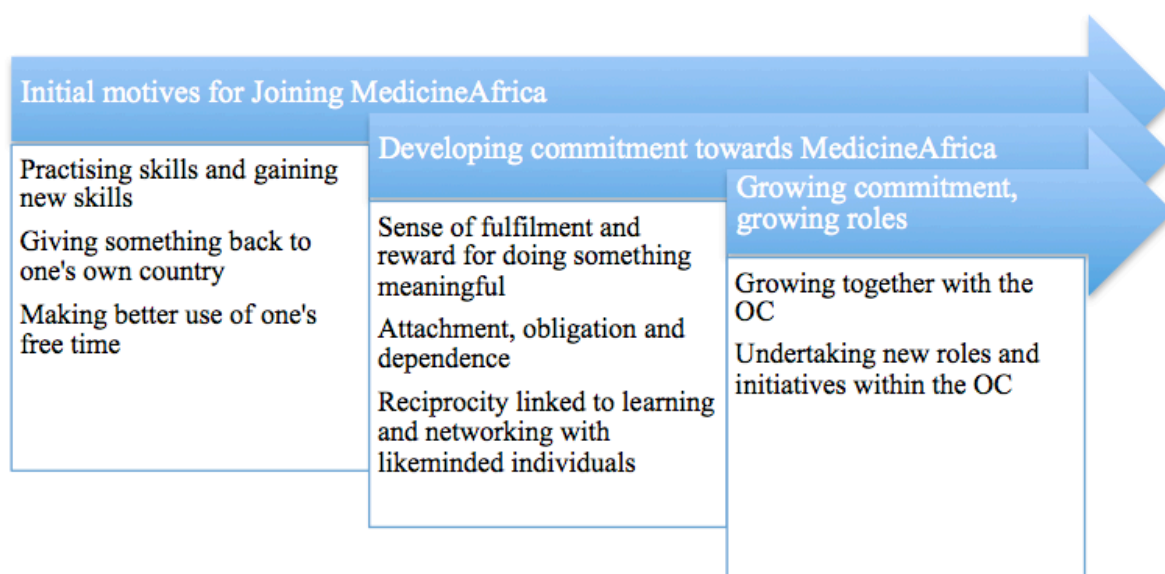 Initial motives for Joining MedicineAfrica
Practising skills and gaining
new skills
Giving something back to
one's own country
Making better use of one's
free time
Developing commitment towards MedicineAfrica
Sense of fulfilment and
reward for doing something
meaningful
Attachment, obligation and
dependence
Reciprocity linked to learning
and networking with
likeminded individuals
Growing commitment,
growing roles
Growing together with the
OC
Undertaking new roles and
initiatives within the OC